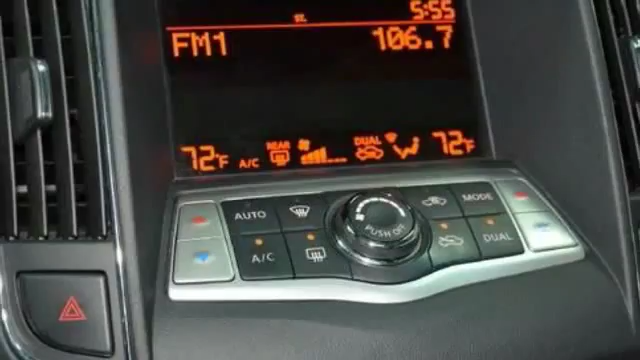 5:55
ST.
FM1 106.7
REAR DUAL
72°F A/C 72°F
AUTO MODE
PUSH OFF
A/C DUAL